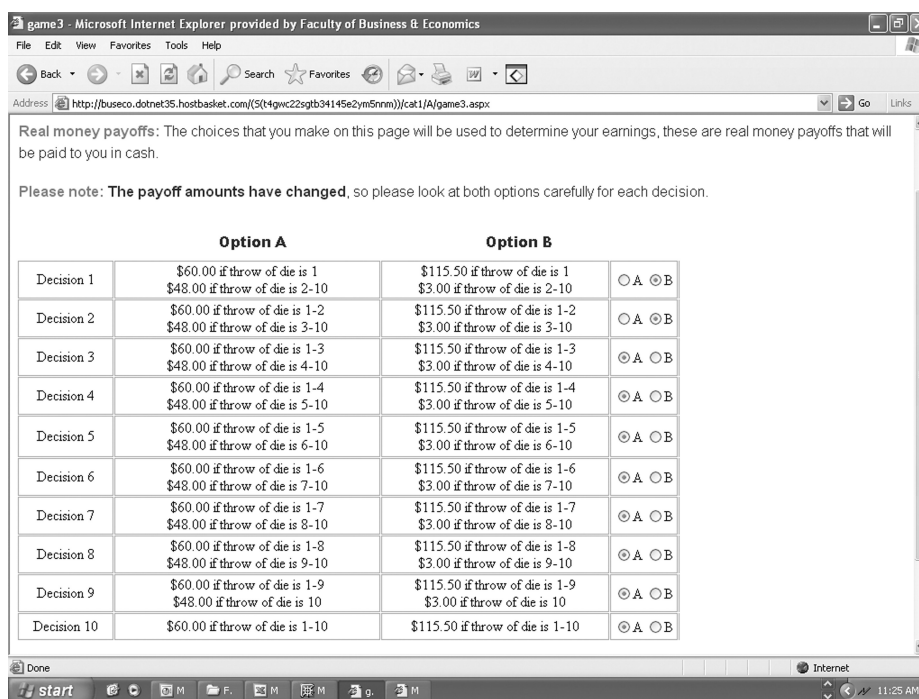 game3 - Microsoft Internet Explorer provided by Faculty of Business & Economics
File Edit View Favorites Tools Help
Back Search Favorites
Address http://buseco.dotnet35.hostbasket.com/(S(t4gwc22sgtb34145e2ym5nnm))/cat1/A/game3.aspx Go Links
Real money payoffs: The choices that you make on this page will be used to determine your earnings, these are real money payoffs that will
be paid to you in cash.
Please note: The payoff amounts have changed, so please look at both options carefully for each decision.
Option A Option B
Decision 1 $60.00 if throw of die is 1 $115.50 if throw of die is 1 A B
$48.00 if throw of die is 2-10 $3.00 if throw of die is 2-10
Decision 2 $60.00 if throw of die is 1-2 $115.50 if throw of die is 1-2 A B
$48.00 if throw of die is 3-10 $3.00 if throw of die is 3-10
Decision 3 $60.00 if throw of die is 1-3 $115.50 if throw of die is 1-3 A B
$48.00 if throw of die is 4-10 $3.00 if throw of die is 4-10
Decision 4 $60.00 if throw of die is 1-4 $115.50 if throw of die is 1-4 A B
$48.00 if throw of die is 5-10 $3.00 if throw of die is 5-10
Decision 5 $60.00 if throw of die is 1-5 $115.50 if throw of die is 1-5 A B
$48.00 if throw of die is 6-10 $3.00 if throw of die is 6-10
Decision 6 $60.00 if throw of die is 1-6 $115.50 if throw of die is 1-6 A B
$48.00 if throw of die is 7-10 $3.00 if throw of die is 7-10
Decision 7 $60.00 if throw of die is 1-7 $115.50 if throw of die is 1-7 A B
$48.00 if throw of die is 8-10 $3.00 if throw of die is 8-10
Decision 8 $60.00 if throw of die is 1-8 $115.50 if throw of die is 1-8 A B
$48.00 if throw of die is 9-10 $3.00 if throw of die is 9-10
Decision 9 $60.00 if throw of die is 1-9 $115.50 if throw of die is 1-9 A B
$48.00 if throw of die is 10 $3.00 if throw of die is 10
Decision 10 $60.00 if throw of die is 1-10 $115.50 if throw of die is 1-10 A B
Done Internet
start M F. M M g. M 11:25 AM